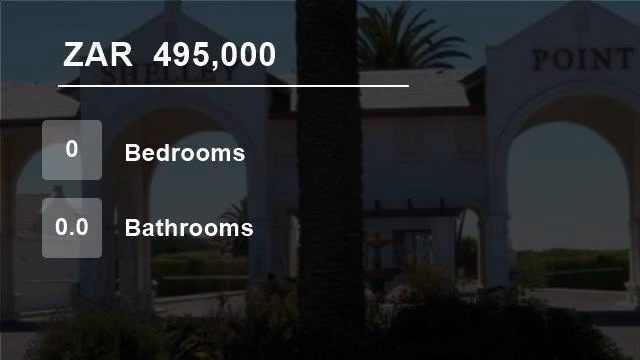 ZAR 495,000
SHELLEY
POINT
0
Bedrooms
0.0
Bathrooms